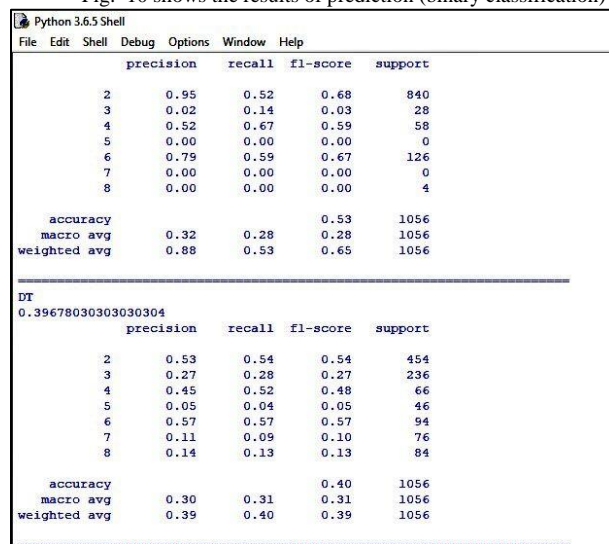 Fig. 10 shows the results of prediction (binary classification)
Python 3.6.5 Shell
File Edit Shell Debug Options Window Help
precision recall f1-score support
2 0.95 0.52 0.68 840
3 0.02 0.14 0.03 28
4 0.52 0.67 0.59 58
5 0.00 0.00 0.00 0
6 0.79 0.59 0.67 126
7 0.00 0.00 0.00 0
8 0.00 0.00 0.00 4
accuracy 0.53 1056
macro avg 0.32 0.28 0.28 1056
weighted avg 0.88 0.53 0.65 1056
DT
0.39678030303030304
precision recall f1-score support
2 0.53 0.54 0.54 454
3 0.27 0.28 0.27 236
4 0.45 0.52 0.48 66
5 0.05 0.04 0.05 46
6 0.57 0.57 0.57 94
7 0.11 0.09 0.10 76
8 0.14 0.13 0.13 84
accuracy 0.40 1056
macro avg 0.30 0.31 0.31 1056
weighted avg 0.39 0.40 0.39 1056